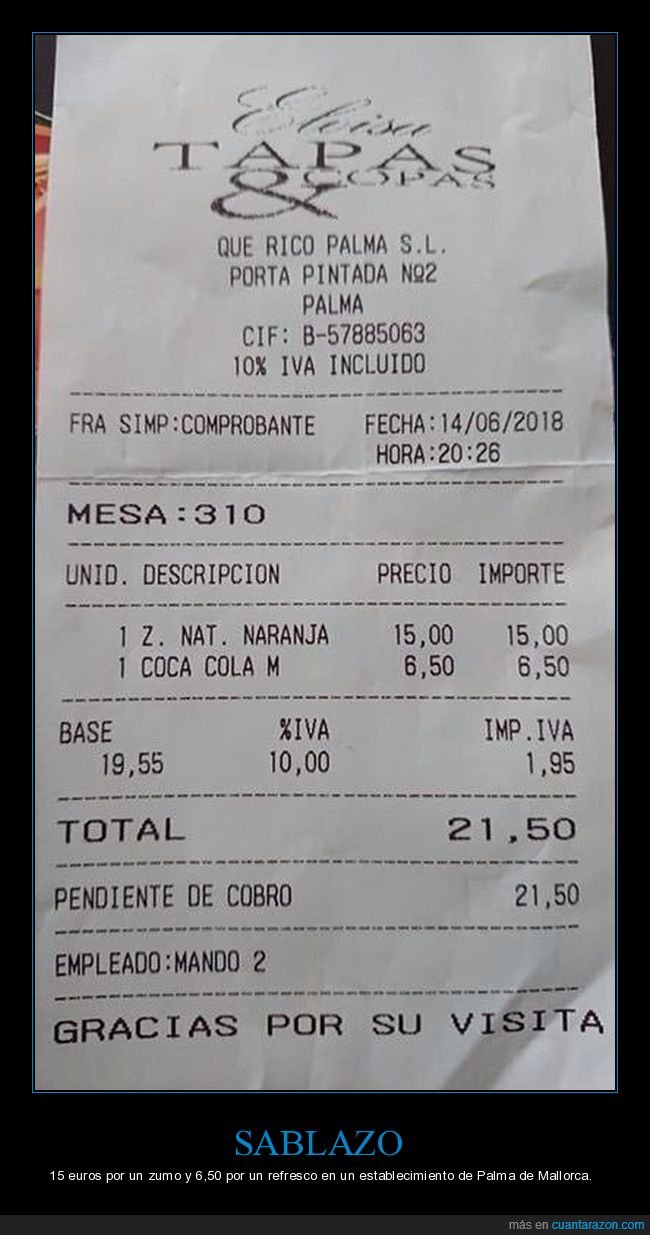 Eloisa
TAPAS
& COPAS
QUE RICO PALMA S.L.
PORTA PINTADA Nº2
PALMA
CIF: B-57885063
10% IVA INCLUIDO
FRA SIMP:COMPROBANTE FECHA:14/06/2018
HORA:20:26
MESA:310
UNID. DESCRIPCION PRECIO IMPORTE
1 Z. NAT. NARANJA 15,00 15,00
1 COCA COLA M 6,50 6,50
BASE %IVA IMP.IVA
19,55 10,00 1,95
TOTAL 21,50
PENDIENTE DE COBRO 21,50
EMPLEADO:MANDO 2
GRACIAS POR SU VISITA
SABLAZO
15 euros por un zumo y 6,50 por un refresco en un establecimiento de Palma de Mallorca.
más en cuantarazon.com